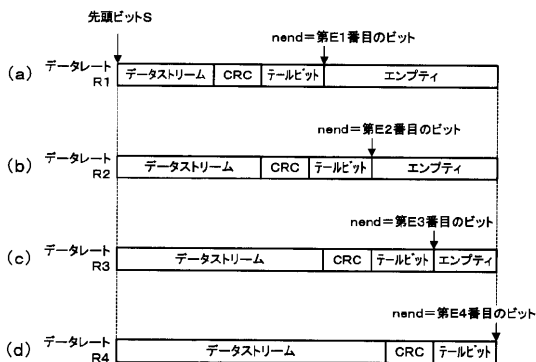 先頭ビットS
nend=第E1番目のビット
(a) データレート R1 データストリーム CRC テールビット エンプティ
nend=第E2番目のビット
(b) データレート R2 データストリーム CRC テールビット エンプティ
nend=第E3番目のビット
(c) データレート R3 データストリーム CRC テールビット エンプティ
nend=第E4番目のビット
(d) データレート R4 データストリーム CRC テールビット